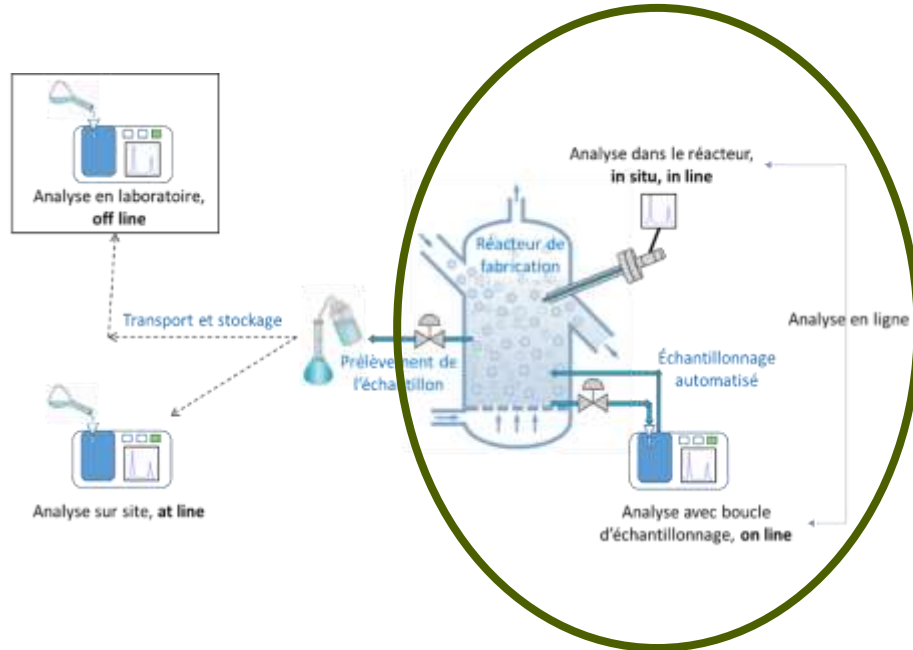 Analyse en laboratoire,
off line
Transport et stockage
Analyse sur site, at line
Prélèvement de
l'échantillon
Réacteur de
fabrication
Analyse dans le réacteur,
in situ, in line
Analyse en ligne
Échantillonnage
automatisé
Analyse avec boucle
d'échantillonnage, on line